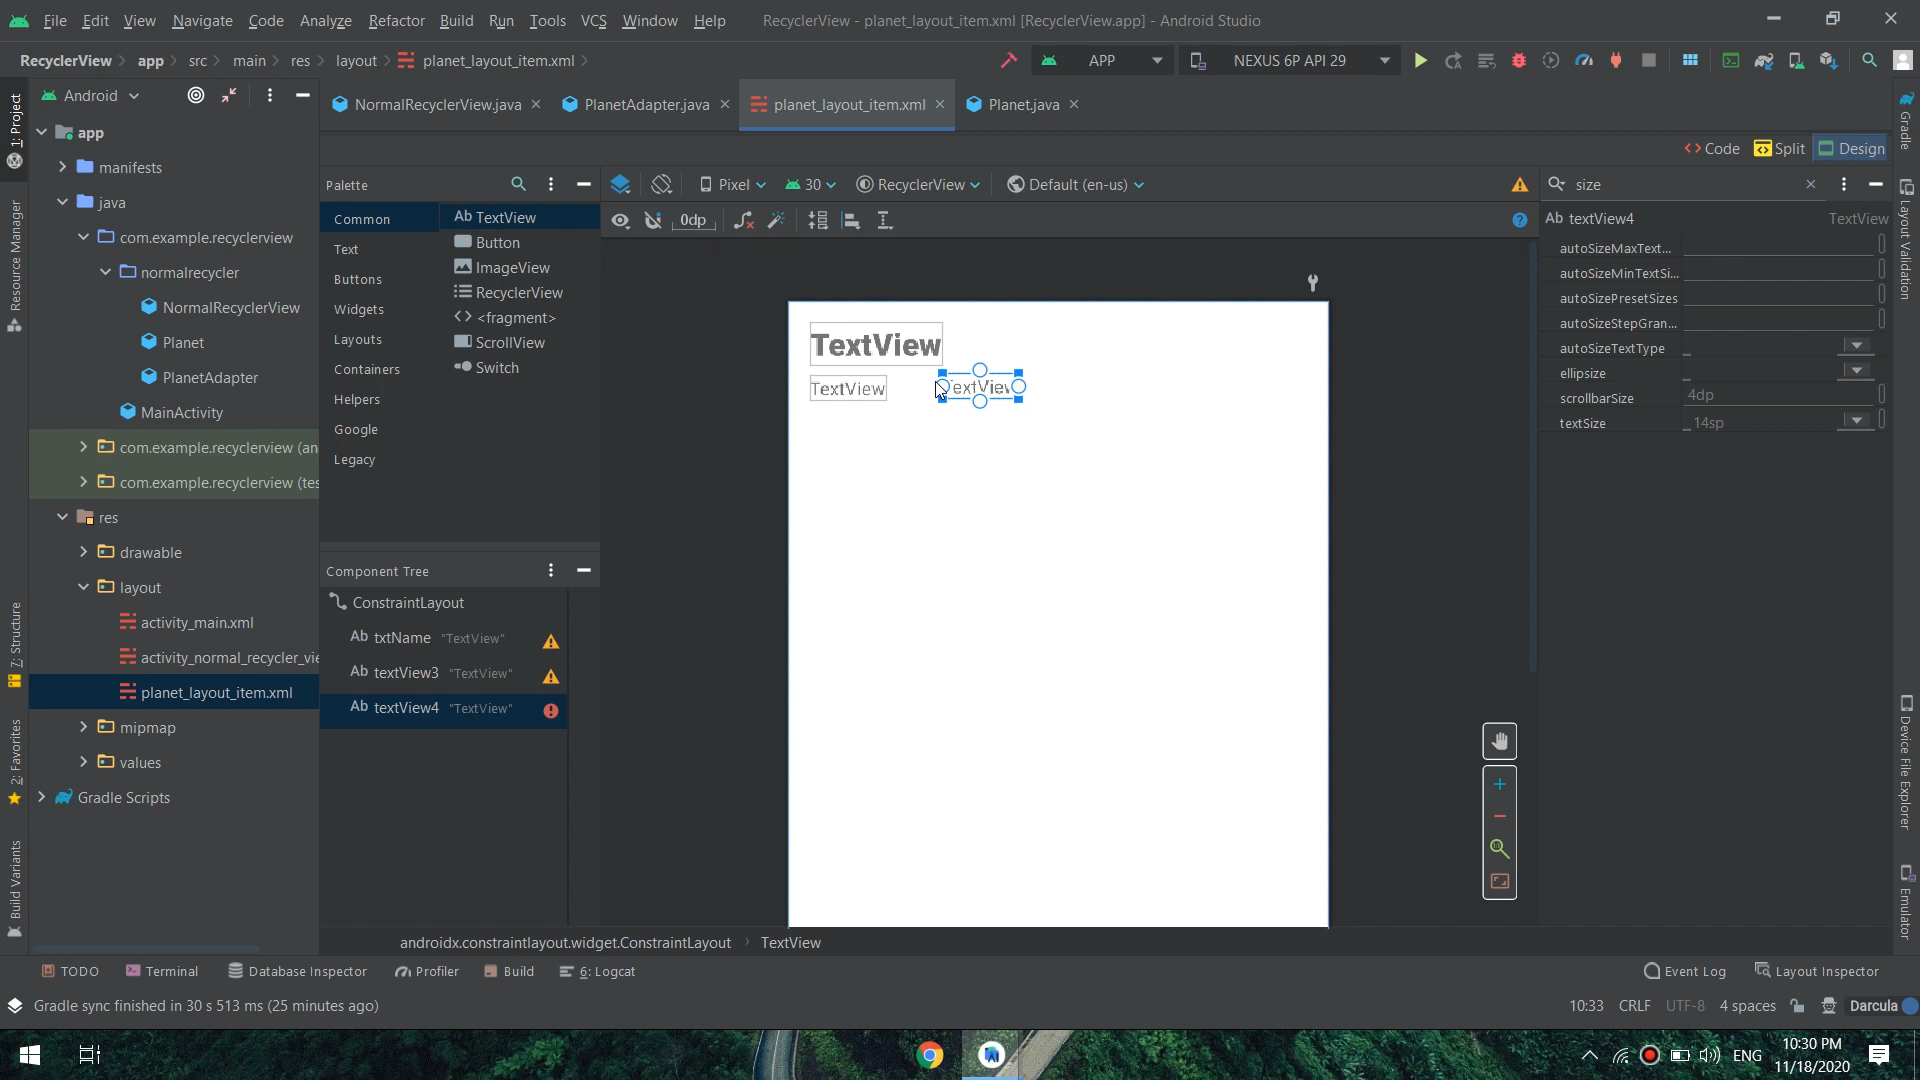 File Edit View Navigate Code Analyze Refactor Build Run Tools VCS Window Help RecyclerView - planet_layout_item.xml [RecyclerView.app] - Android Studio
RecyclerView app src main res layout planet_layout_item.xml APP NEXUS 6P API 29
Android NormalRecyclerView.java PlanetAdapter.java planet_layout_item.xml Planet.java
Code Split Design
Palette Pixel 30 RecyclerView Default (en-us) size
0dp
Ab textView4 TextView
app
manifests
java
com.example.recyclerview
normalrecycler
NormalRecyclerView
Planet
PlanetAdapter
MainActivity
com.example.recyclerview (an
com.example.recyclerview (tes
res
drawable
layout
activity_main.xml
activity_normal_recycler_vie
planet_layout_item.xml
mipmap
values
Gradle Scripts
Common
Text
Buttons
Widgets
Layouts
Containers
Helpers
Google
Legacy
Ab TextView
Button
ImageView
RecyclerView
<fragment>
ScrollView
Switch
Component Tree
ConstraintLayout
Ab txtName "TextView"
Ab textView3 "TextView"
Ab textView4 "TextView"
TextView
TextView
autoSizeMaxText...
autoSizeMinTextSi...
autoSizePresetSizes
autoSizeStepGran...
autoSizeTextType
ellipsize
scrollbarSize 4dp
textSize 14sp
1: Project
Resource Manager
7: Structure
2: Favorites
Build Variants
Gradle
Layout Validation
Device File Explorer
Emulator
androidx.constraintlayout.widget.ConstraintLayout TextView
TODO Terminal Database Inspector Profiler Build 6: Logcat Event Log Layout Inspector
Gradle sync finished in 30 s 513 ms (25 minutes ago) 10:33 CRLF UTF-8 4 spaces Darcula
ENG
10:30 PM
11/18/2020